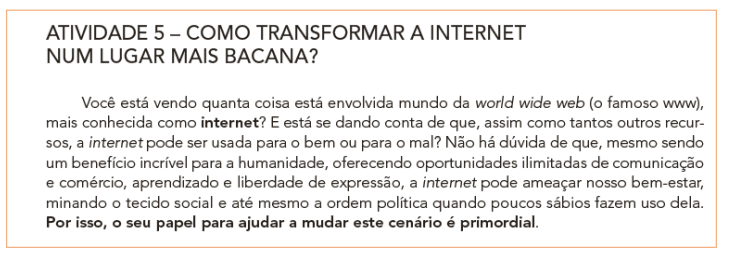 ATIVIDADE 5 – COMO TRANSFORMAR A INTERNET
NUM LUGAR MAIS BACANA?
Você está vendo quanta coisa está envolvida mundo da world wide web (o famoso www),
mais conhecida como internet? E está se dando conta de que, assim como tantos outros recur-
sos, a internet pode ser usada para o bem ou para o mal? Não há dúvida de que, mesmo sendo
um benefício incrível para a humanidade, oferecendo oportunidades ilimitadas de comunicação
e comércio, aprendizado e liberdade de expressão, a internet pode ameaçar nosso bem-estar,
minando o tecido social e até mesmo a ordem política quando poucos sábios fazem uso dela.
Por isso, o seu papel para ajudar a mudar este cenário é primordial.